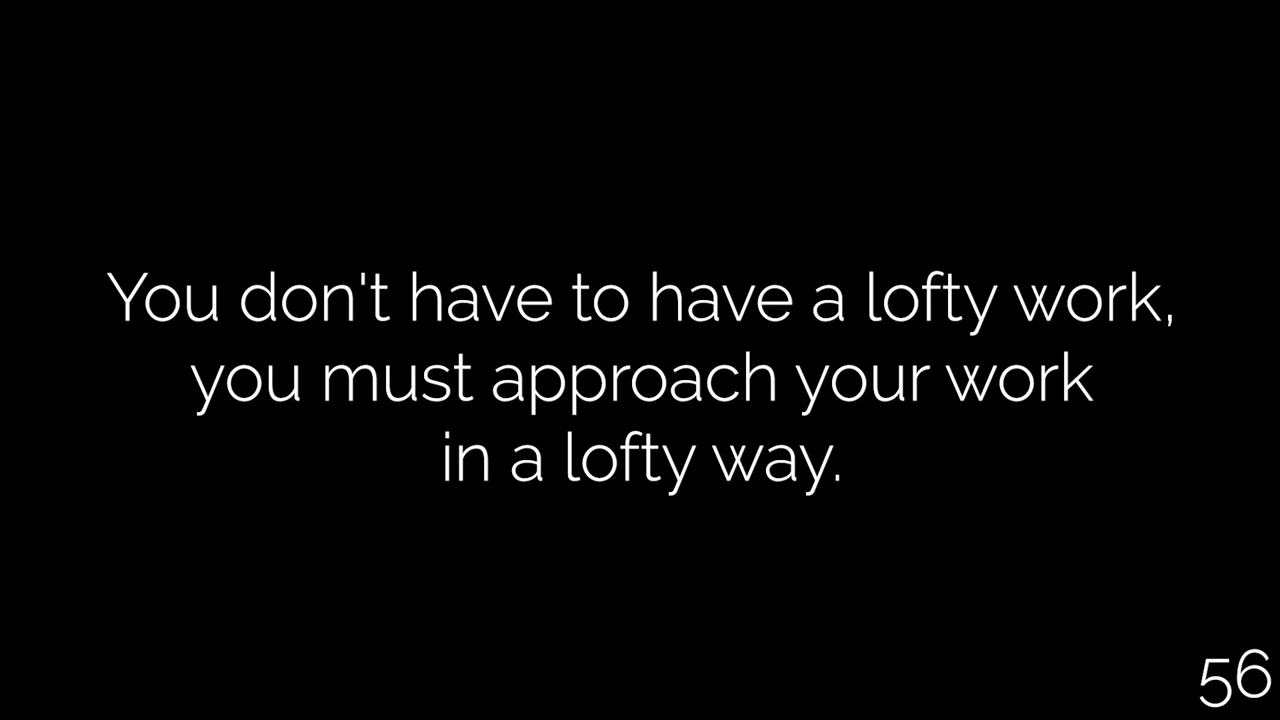 You don't have to have a lofty work,
you must approach your work
in a lofty way.
56